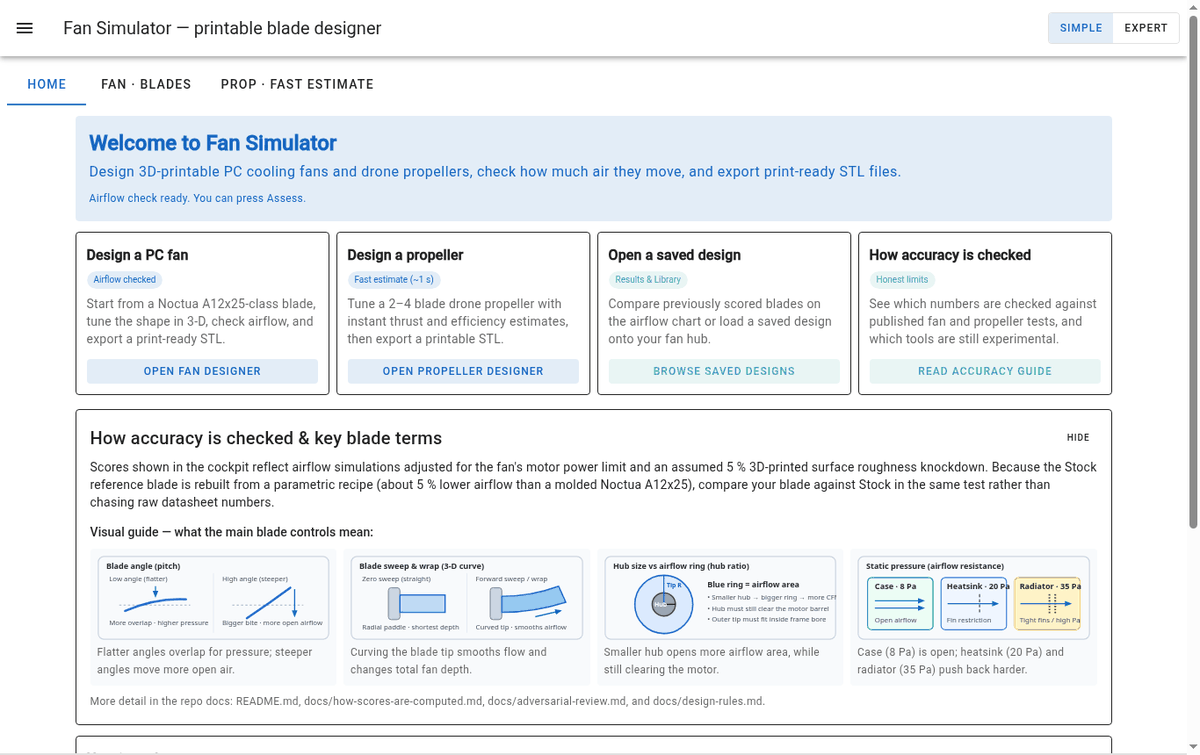 Fan Simulator — printable blade designer
SIMPLE
EXPERT
HOME
FAN · BLADES
PROP · FAST ESTIMATE
Welcome to Fan Simulator
Design 3D-printable PC cooling fans and drone propellers, check how much air they move, and export print-ready STL files.
Airflow check ready. You can press Assess.
Design a PC fan
Airflow checked
Start from a Noctua A12x25-class blade,
tune the shape in 3-D, check airflow, and
export a print-ready STL.
OPEN FAN DESIGNER
Design a propeller
Fast estimate (~1 s)
Tune a 2–4 blade drone propeller with
instant thrust and efficiency estimates,
then export a printable STL.
OPEN PROPELLER DESIGNER
Open a saved design
Results & Library
Compare previously scored blades on
the airflow chart or load a saved design
onto your fan hub.
BROWSE SAVED DESIGNS
How accuracy is checked
Honest limits
See which numbers are checked against
published fan and propeller tests, and
which tools are still experimental.
READ ACCURACY GUIDE
How accuracy is checked & key blade terms
HIDE
Scores shown in the cockpit reflect airflow simulations adjusted for the fan's motor power limit and an assumed 5 % 3D-printed surface roughness knockdown. Because the Stock
reference blade is rebuilt from a parametric recipe (about 5 % lower airflow than a molded Noctua A12x25), compare your blade against Stock in the same test rather than
chasing raw datasheet numbers.
Visual guide — what the main blade controls mean:
Blade angle (pitch)
Low angle (flatter)
High angle (steeper)
More overlap · higher pressure
Bigger bite · more open airflow
Flatter angles overlap for pressure; steeper
angles move more open air.
Blade sweep & wrap (3-D curve)
Zero sweep (straight)
Forward sweep / wrap
Radial paddle · shortest depth
Curved tip · smooths airflow
Curving the blade tip smooths flow and
changes total fan depth.
Hub size vs airflow ring (hub ratio)
Tip R
Hub
Blue ring = airflow area
• Smaller hub → bigger ring → more CF
• Hub must still clear the motor barrel
• Outer tip must fit inside frame bore
Smaller hub opens more airflow area, while
still clearing the motor.
Static pressure (airflow resistance)
Case · 8 Pa
Heatsink · 20 Pa
Radiator · 35 Pa
Open airflow
Fin restriction
Tight fins / high Pa
Case (8 Pa) is open; heatsink (20 Pa) and
radiator (35 Pa) push back harder.
More detail in the repo docs: README.md, docs/how-scores-are-computed.md, docs/adversarial-review.md, and docs/design-rules.md.